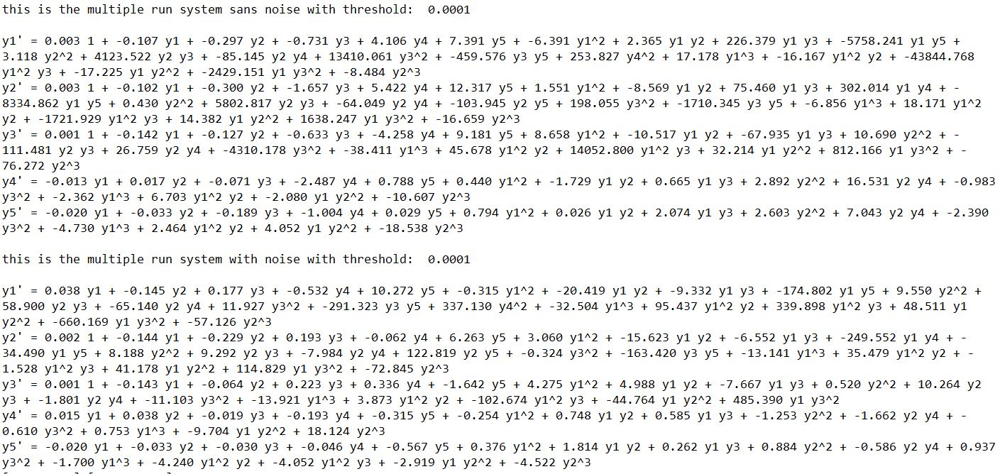 this is the multiple run system sans noise with threshold:  0.0001
y1' = 0.003 1 + -0.107 y1 + -0.297 y2 + -0.731 y3 + 4.106 y4 + 7.391 y5 + -6.391 y1^2 + 2.365 y1 y2 + 226.379 y1 y3 + -5758.241 y1 y5 +
3.118 y2^2 + 4123.522 y2 y3 + -85.145 y2 y4 + 13410.061 y3^2 + -459.576 y3 y5 + 253.827 y4^2 + 17.178 y1^3 + -16.167 y1^2 y2 + -43844.768
y1^2 y3 + -17.225 y1 y2^2 + -2429.151 y1 y3^2 + -8.484 y2^3
y2' = 0.003 1 + -0.102 y1 + -0.300 y2 + -1.657 y3 + 5.422 y4 + 12.317 y5 + 1.551 y1^2 + -8.569 y1 y2 + 75.460 y1 y3 + 302.014 y1 y4 + -
8334.862 y1 y5 + 0.430 y2^2 + 5802.817 y2 y3 + -64.049 y2 y4 + -103.945 y2 y5 + 198.055 y3^2 + -1710.345 y3 y5 + -6.856 y1^3 + 18.171 y1^2
y2 + -1721.929 y1^2 y3 + 14.382 y1 y2^2 + 1638.247 y1 y3^2 + -16.659 y2^3
y3' = 0.001 1 + -0.142 y1 + -0.127 y2 + -0.633 y3 + -4.258 y4 + 9.181 y5 + 8.658 y1^2 + -10.517 y1 y2 + -67.935 y1 y3 + 10.690 y2^2 + -
111.481 y2 y3 + 26.759 y2 y4 + -4310.178 y3^2 + -38.411 y1^3 + 45.678 y1^2 y2 + 14052.800 y1^2 y3 + 32.214 y1 y2^2 + 812.166 y1 y3^2 + -
76.272 y2^3
y4' = -0.013 y1 + 0.017 y2 + -0.071 y3 + -2.487 y4 + 0.788 y5 + 0.440 y1^2 + -1.729 y1 y2 + 0.665 y1 y3 + 2.892 y2^2 + 16.531 y2 y4 + -0.983
y3^2 + -2.362 y1^3 + 6.703 y1^2 y2 + -2.080 y1 y2^2 + -10.607 y2^3
y5' = -0.020 y1 + -0.033 y2 + -0.189 y3 + -1.004 y4 + 0.029 y5 + 0.794 y1^2 + 0.026 y1 y2 + 2.074 y1 y3 + 2.603 y2^2 + 7.043 y2 y4 + -2.390
y3^2 + -4.730 y1^3 + 2.464 y1^2 y2 + 4.052 y1 y2^2 + -18.538 y2^3
this is the multiple run system with noise with threshold:  0.0001
y1' = 0.038 y1 + -0.145 y2 + 0.177 y3 + -0.532 y4 + 10.272 y5 + -0.315 y1^2 + -20.419 y1 y2 + -9.332 y1 y3 + -174.802 y1 y5 + 9.550 y2^2 +
58.900 y2 y3 + -65.140 y2 y4 + 11.927 y3^2 + -291.323 y3 y5 + 337.130 y4^2 + -32.504 y1^3 + 95.437 y1^2 y2 + 339.898 y1^2 y3 + 48.511 y1
y2^2 + -660.169 y1 y3^2 + -57.126 y2^3
y2' = 0.002 1 + -0.144 y1 + -0.229 y2 + 0.193 y3 + -0.062 y4 + 6.263 y5 + 3.060 y1^2 + -15.623 y1 y2 + -6.552 y1 y3 + -249.552 y1 y4 + -
34.490 y1 y5 + 8.188 y2^2 + 9.292 y2 y3 + -7.984 y2 y4 + 122.819 y2 y5 + -0.324 y3^2 + -163.420 y3 y5 + -13.141 y1^3 + 35.479 y1^2 y2 + -
1.528 y1^2 y3 + 41.178 y1 y2^2 + 114.829 y1 y3^2 + -72.845 y2^3
y3' = 0.001 1 + -0.143 y1 + -0.064 y2 + 0.223 y3 + 0.336 y4 + -1.642 y5 + 4.275 y1^2 + 4.988 y1 y2 + -7.667 y1 y3 + 0.520 y2^2 + 10.264 y2
y3 + -1.801 y2 y4 + -11.103 y3^2 + -13.921 y1^3 + 3.873 y1^2 y2 + -102.674 y1^2 y3 + -44.764 y1 y2^2 + 485.390 y1 y3^2
y4' = 0.015 y1 + 0.038 y2 + -0.019 y3 + -0.193 y4 + -0.315 y5 + -0.254 y1^2 + 0.748 y1 y2 + 0.585 y1 y3 + -1.253 y2^2 + -1.662 y2 y4 + -
0.610 y3^2 + 0.753 y1^3 + -9.704 y1 y2^2 + 18.124 y2^3
y5' = -0.020 y1 + -0.033 y2 + -0.030 y3 + -0.046 y4 + -0.567 y5 + 0.376 y1^2 + 1.814 y1 y2 + 0.262 y1 y3 + 0.884 y2^2 + -0.586 y2 y4 + 0.937
y3^2 + -1.700 y1^3 + -4.240 y1^2 y2 + -4.052 y1^2 y3 + -2.919 y1 y2^2 + -4.522 y2^3